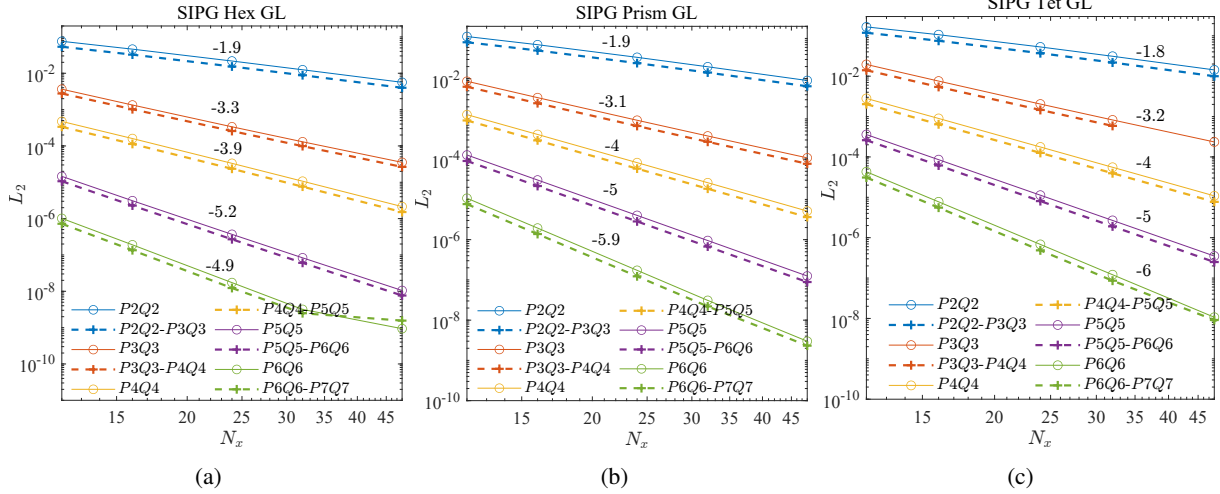 SIPG Hex GL
-1.9
-3.3
-3.9
-5.2
-4.9
10^-2
10^-4
10^-6
10^-8
10^-10
L_2
P2Q2
P2Q2-P3Q3
P3Q3
P3Q3-P4Q4
P4Q4
P4Q4-P5Q5
P5Q5
P5Q5-P6Q6
P6Q6
P6Q6-P7Q7
15 20 25 30 35 40 45
N_x
(a)
SIPG Prism GL
-1.9
-3.1
-4
-5
-5.9
10^-2
10^-4
10^-6
10^-8
10^-10
L_2
P2Q2
P2Q2-P3Q3
P3Q3
P3Q3-P4Q4
P4Q4
P4Q4-P5Q5
P5Q5
P5Q5-P6Q6
P6Q6
P6Q6-P7Q7
15 20 25 30 35 40 45
N_x
(b)
SIPG Tet GL
-1.8
-3.2
-4
-5
-6
10^-2
10^-4
10^-6
10^-8
10^-10
L_2
P2Q2
P2Q2-P3Q3
P3Q3
P3Q3-P4Q4
P4Q4
P4Q4-P5Q5
P5Q5
P5Q5-P6Q6
P6Q6
P6Q6-P7Q7
15 20 25 30 35 40 45
N_x
(c)